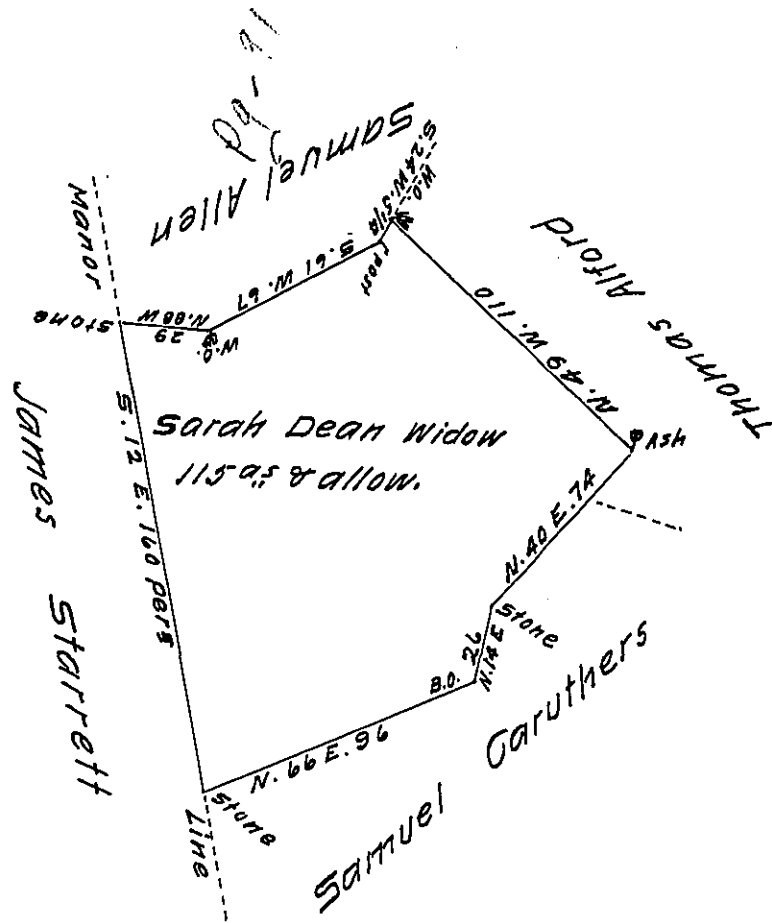 Pg-91
Samuel Allen
S. 24 W. 5 1/2
W.O.
Post
S. 61 W. 67
N. 88 W
29
W.O.
Manor
Stone
Thomas Alford
N. 49 W. 110
Ash
Sarah Dean Widow
115 as & allow.
S. 12 E. 160 pers
James Starrett
N. 40 E. 74
Stone
N. 14 E
26
B.O.
N. 66 E. 96
Stone
Line
Samuel Caruthers